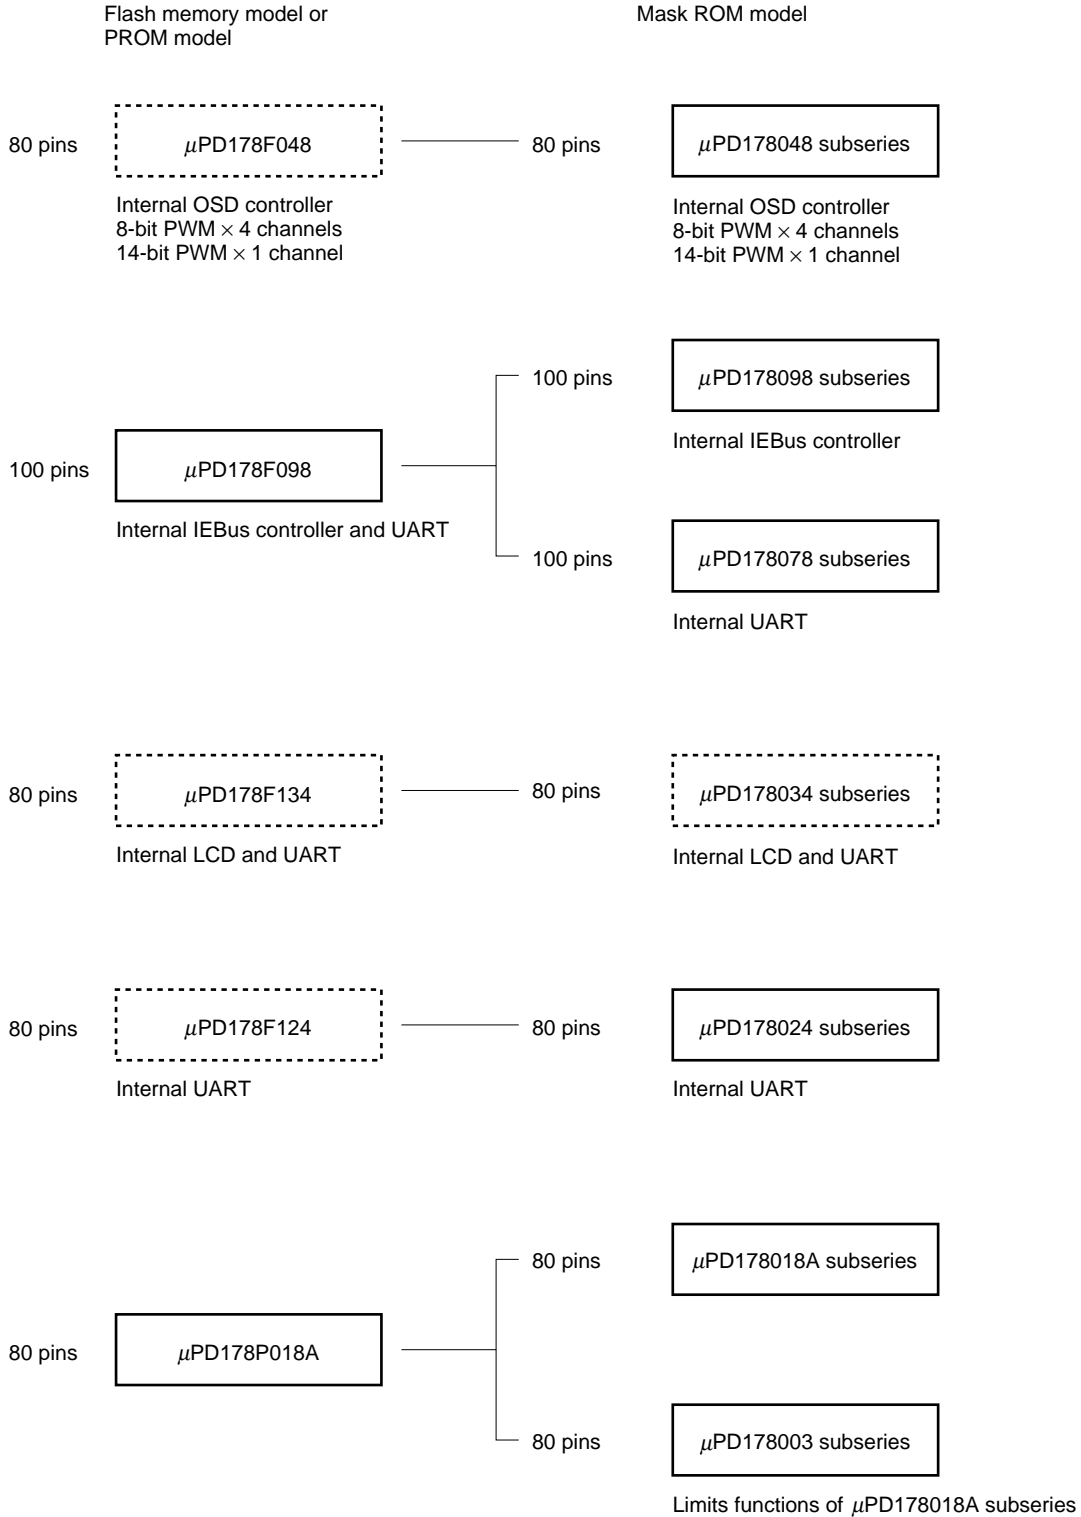 Flash memory model or
PROM model
Mask ROM model
80 pins
μPD178F048
80 pins
μPD178048 subseries
Internal OSD controller
8-bit PWM × 4 channels
14-bit PWM × 1 channel
Internal OSD controller
8-bit PWM × 4 channels
14-bit PWM × 1 channel
100 pins
μPD178098 subseries
Internal IEBus controller
100 pins
μPD178F098
Internal IEBus controller and UART
100 pins
μPD178078 subseries
Internal UART
80 pins
μPD178F134
80 pins
μPD178034 subseries
Internal LCD and UART
Internal LCD and UART
80 pins
μPD178F124
80 pins
μPD178024 subseries
Internal UART
Internal UART
80 pins
μPD178018A subseries
80 pins
μPD178P018A
80 pins
μPD178003 subseries
Limits functions of μPD178018A subseries